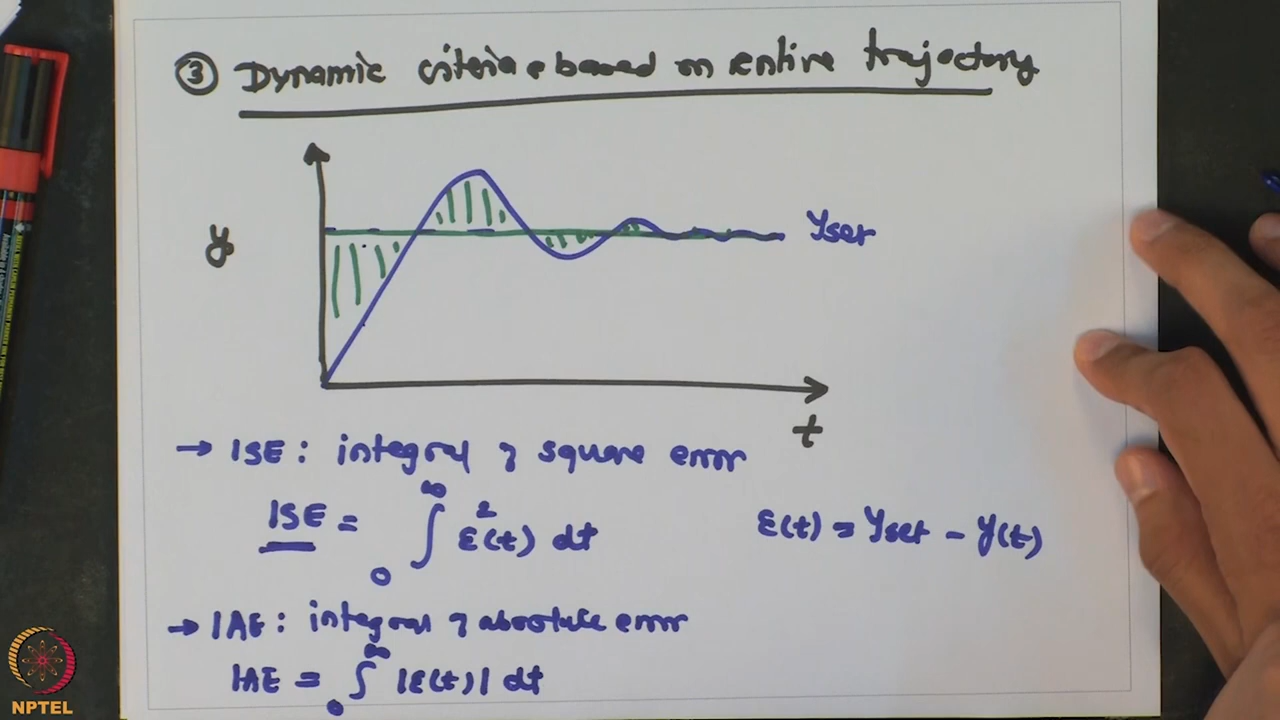 ③ Dynamic criteria based on entire trajectory
y
yset
t
→ ISE : integral of square error
ISE = ∫₀^∞ ε²(t) dt
ε(t) = yset - y(t)
→ IAE : integral of absolute error
IAE = ∫₀^∞ |ε(t)| dt
NPTEL